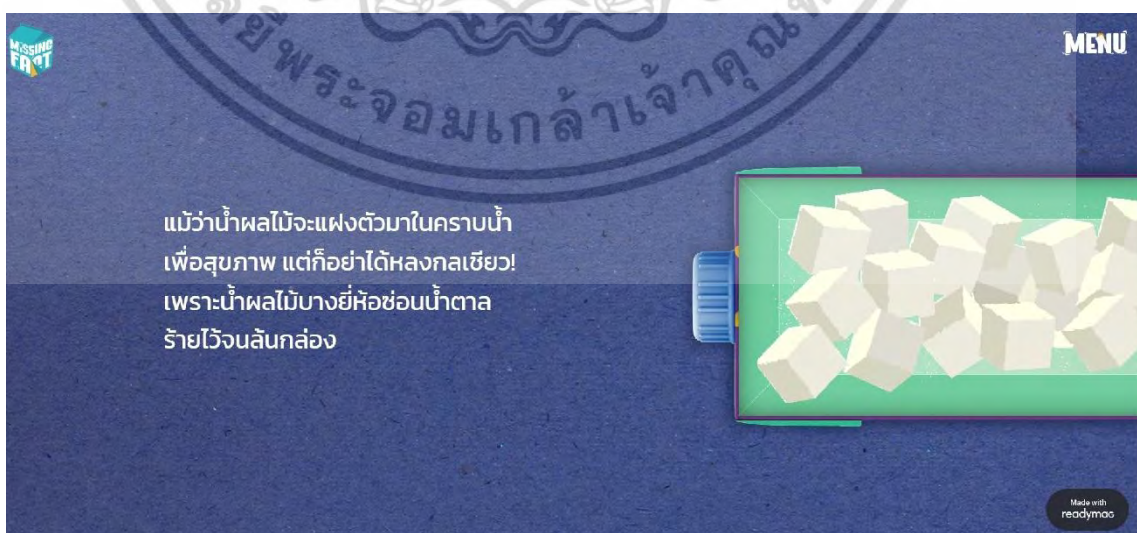 MISSING
FACT
MENU
ยีพระจอมเกล้าเจ้าคุณท
แม้ว่าน้ำผลไม้จะแฝงตัวมาในคราบน้ำ
เพื่อสุขภาพ แต่ก็อย่าได้หลงกลเชียว!
เพราะน้ำผลไม้บางยี่ห้อซ่อนน้ำตาล
ร้ายไว้จนล้นกล่อง
Made with
readymag